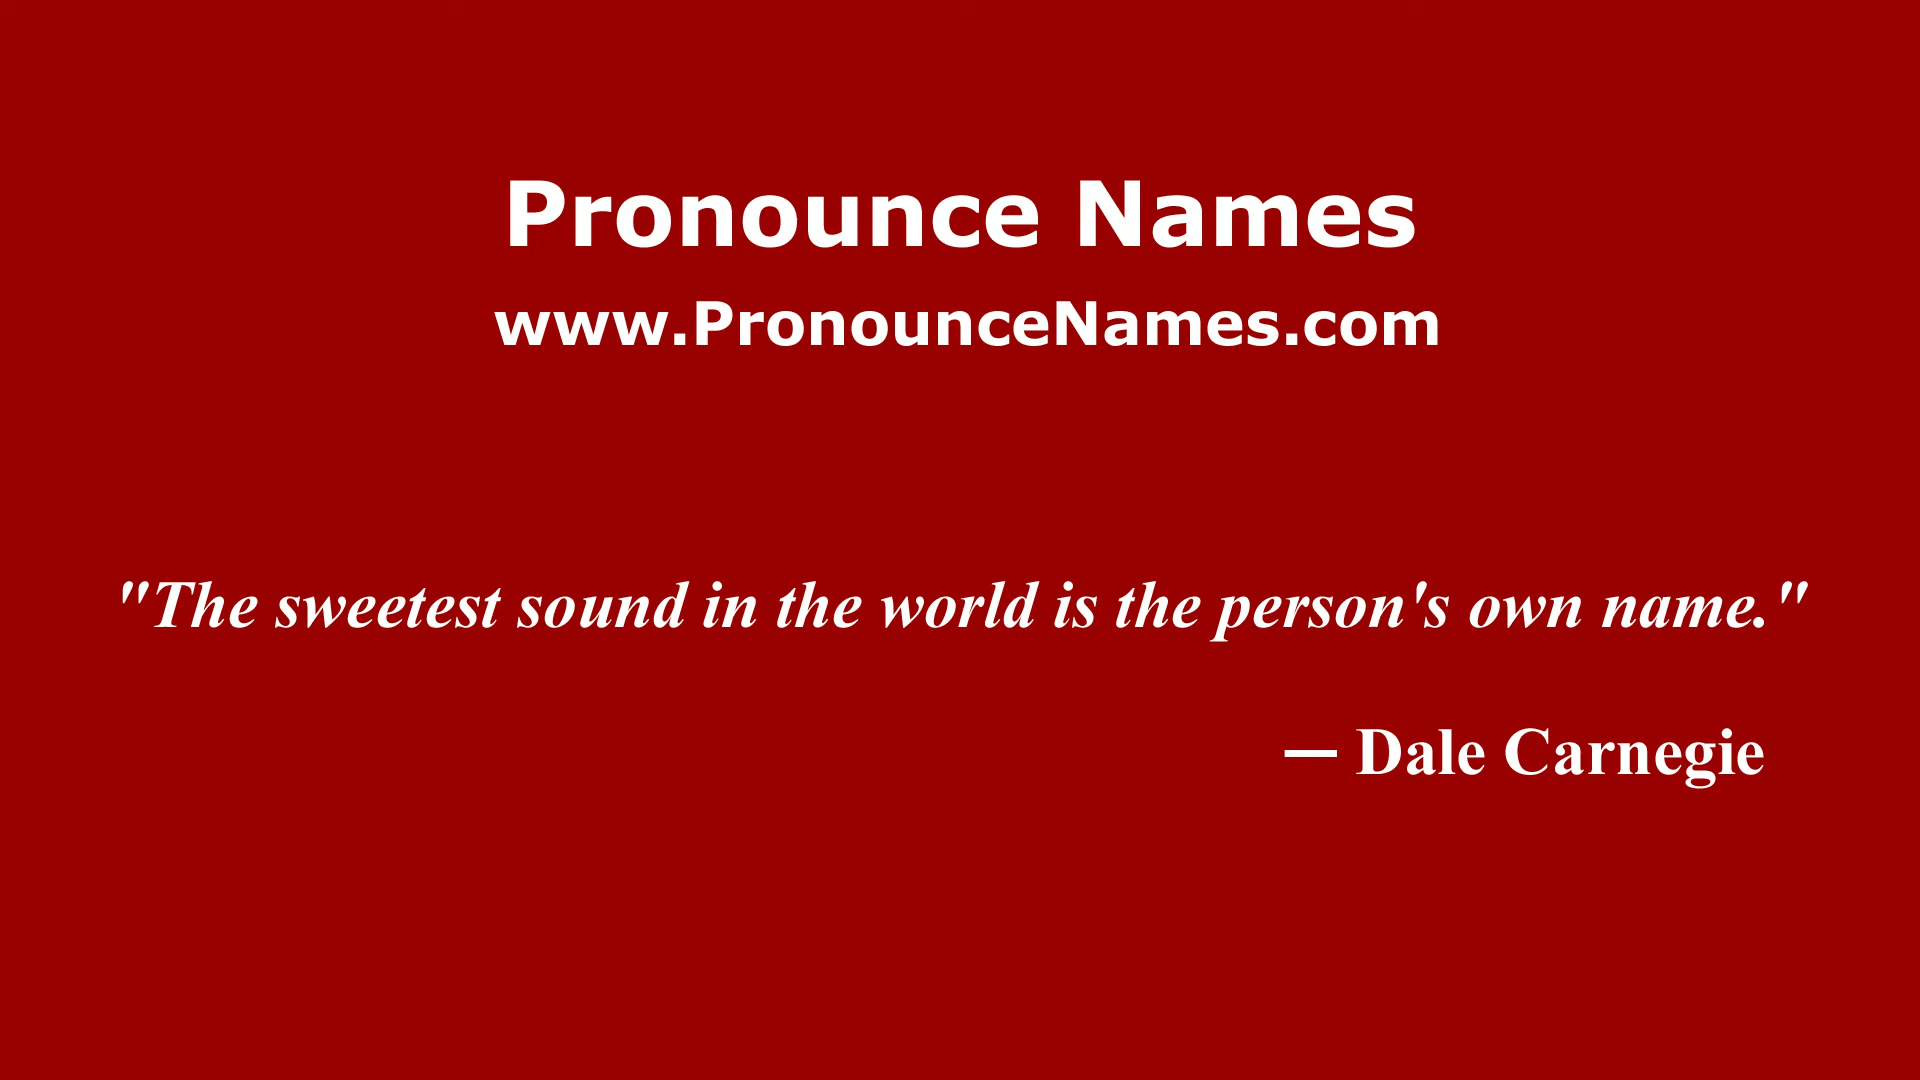 Pronounce Names
www.PronounceNames.com
"The sweetest sound in the world is the person's own name."
— Dale Carnegie